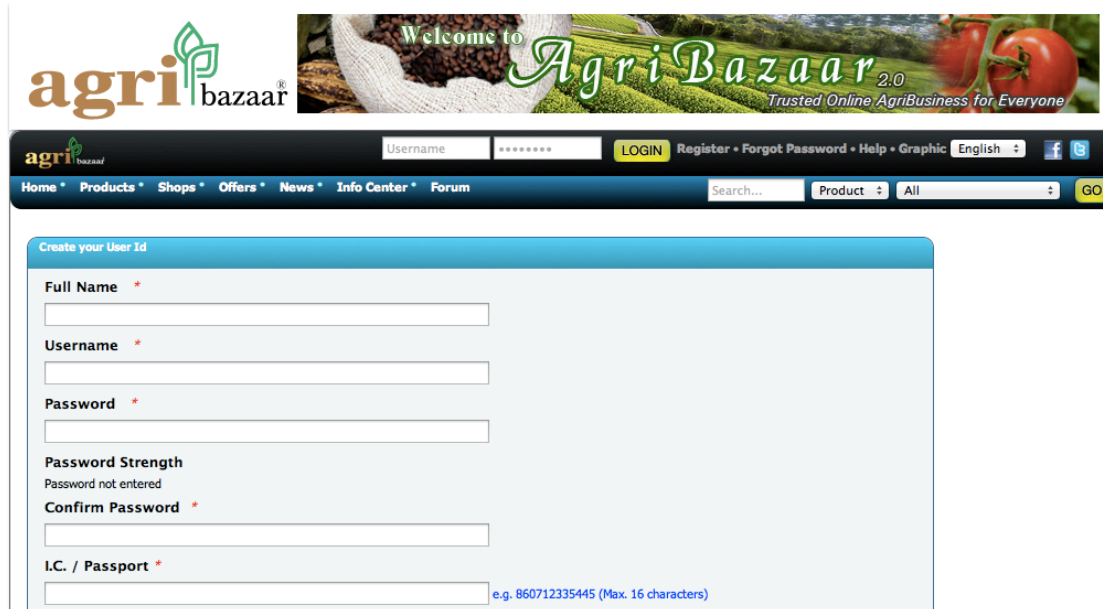 agri bazaar®
Welcome to
AgriBazaar 2.0
Trusted Online AgriBusiness for Everyone
agri bazaar
Username
LOGIN
Register • Forgot Password • Help • Graphic
English
Home Products Shops Offers News Info Center Forum
Search...
Product
All
GO
Create your User Id
Full Name *
Username *
Password *
Password Strength
Password not entered
Confirm Password *
I.C. / Passport *
e.g. 860712335445 (Max. 16 characters)